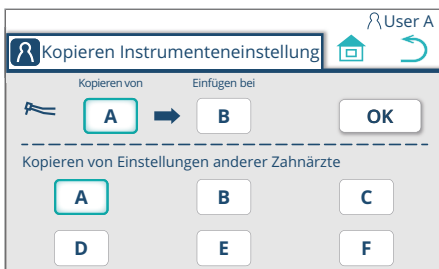 User A
Kopieren Instrumenteneinstellung
Kopieren von Einfügen bei
A B OK
Kopieren von Einstellungen anderer Zahnärzte
A B C
D E F